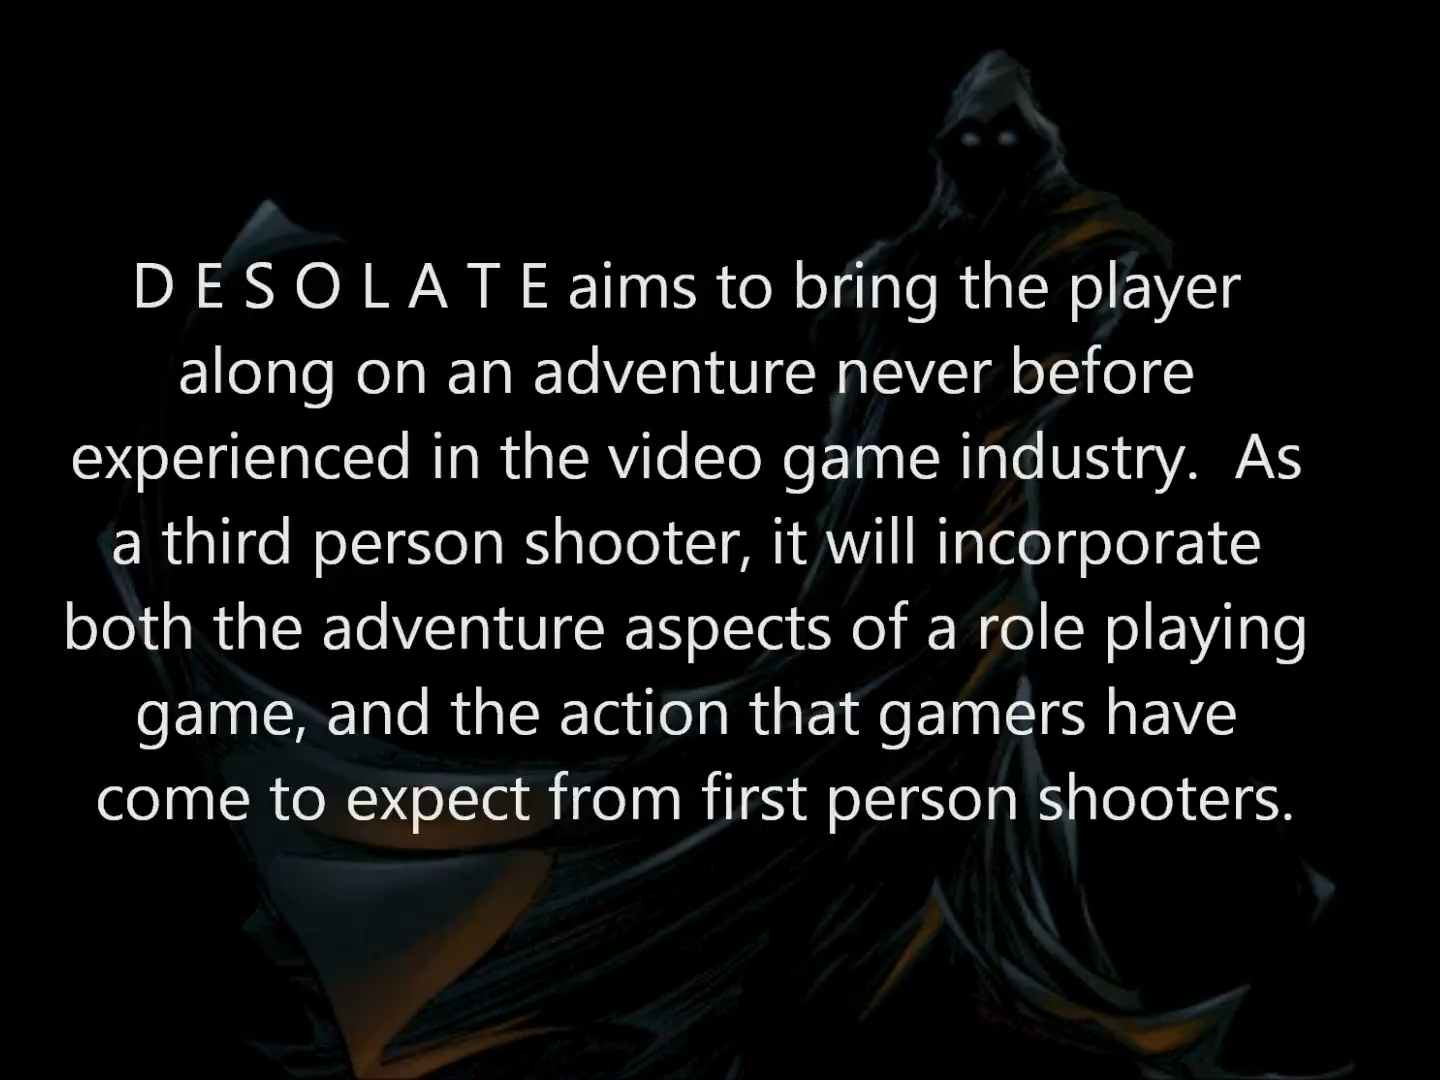 D E S O L A T E aims to bring the player
along on an adventure never before
experienced in the video game industry.  As
a third person shooter, it will incorporate
both the adventure aspects of a role playing
game, and the action that gamers have
come to expect from first person shooters.